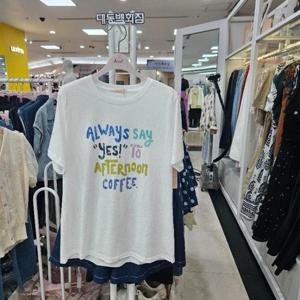 대동백화점
ALWAYS SAY
"YES!" TO
AFTERNOON
COFFEE.